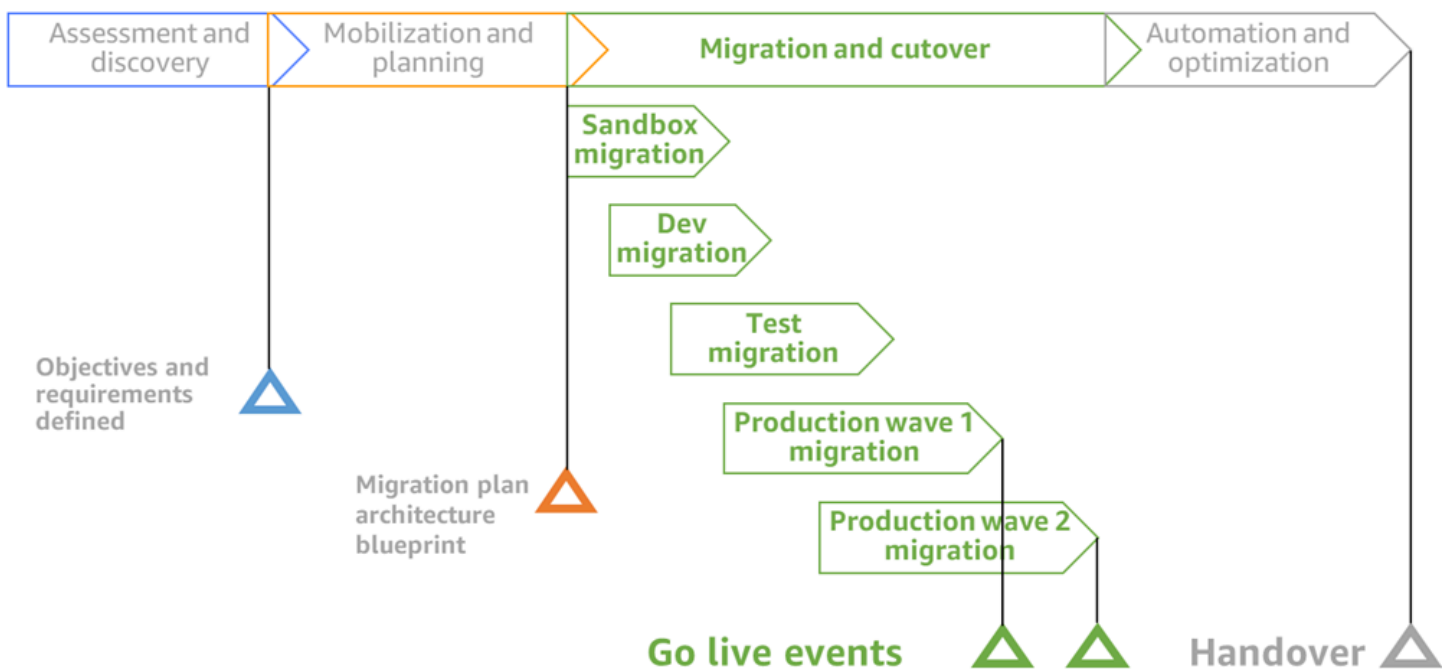 Assessment and
discovery
Mobilization and
planning
Migration and cutover
Automation and
optimization
Sandbox
migration
Dev
migration
Test
migration
Objectives and
requirements
defined
Production wave 1
migration
Migration plan
architecture
blueprint
Production wave 2
migration
Go live events
Handover